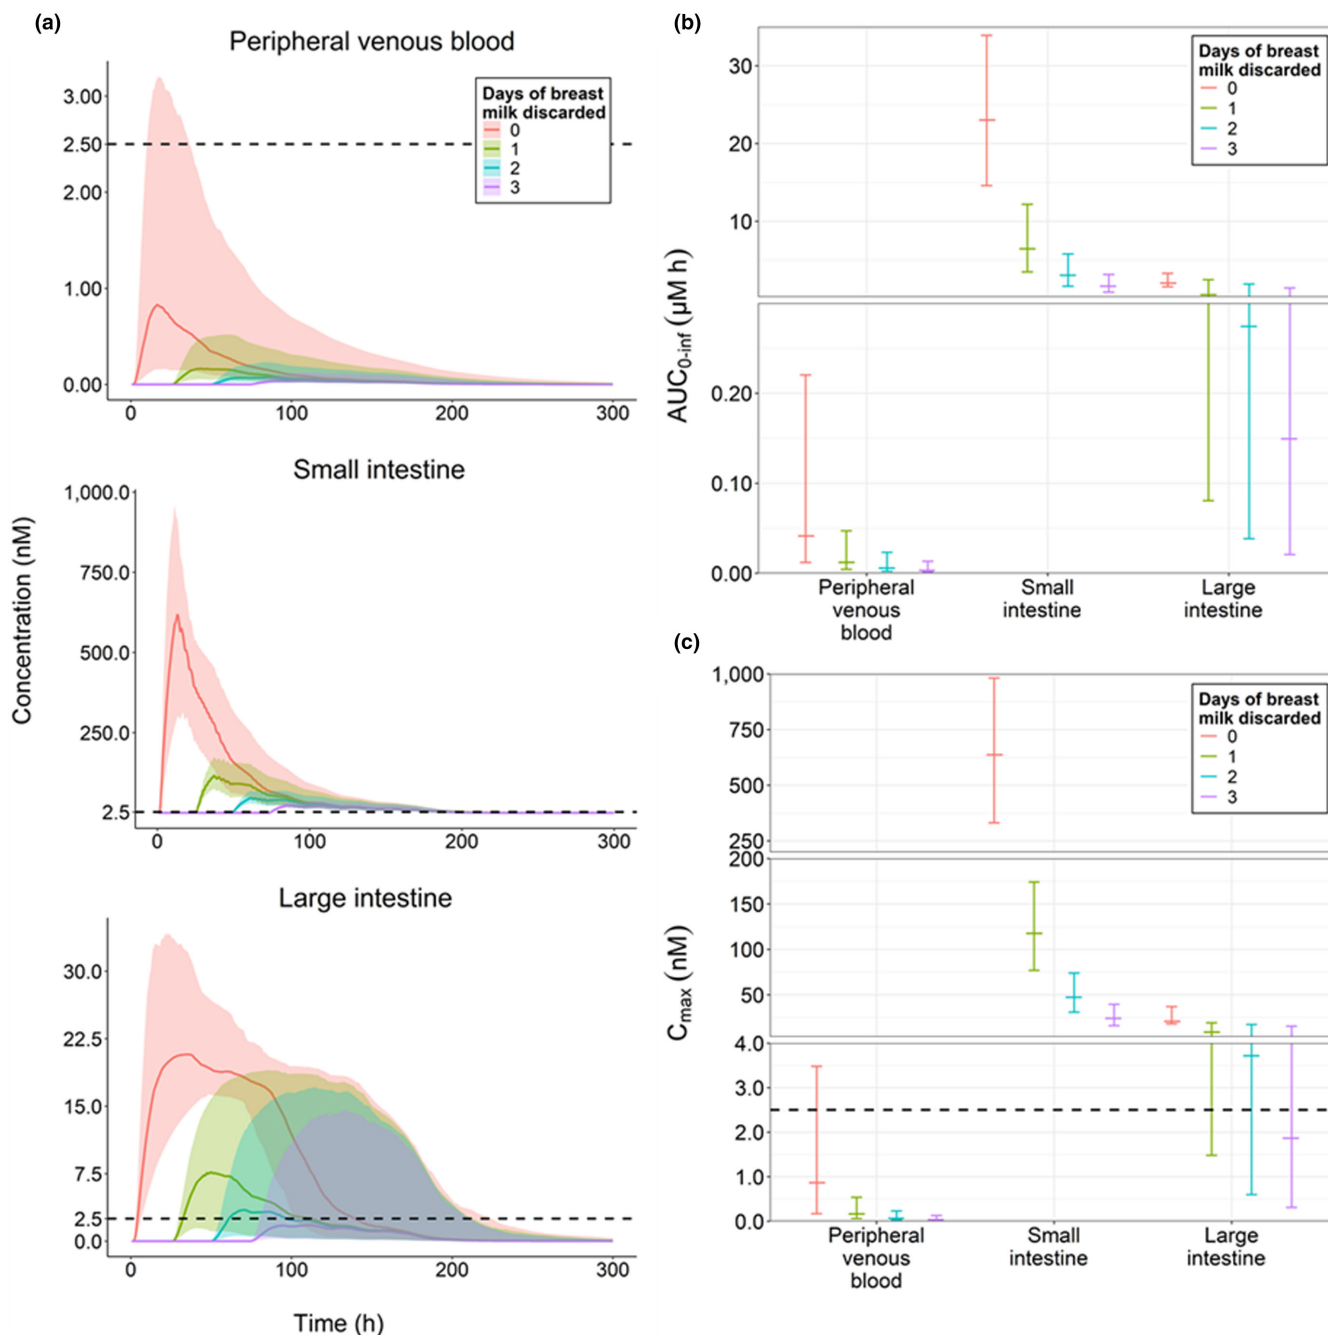 (a)
Peripheral venous blood
3.00
2.50
2.00
1.00
0.00
0 100 200 300
Days of breast
milk discarded
0
1
2
3
Small intestine
1,000.0
750.0
500.0
250.0
2.5
0 100 200 300
Large intestine
30.0
22.5
15.0
7.5
2.5
0.0
0 100 200 300
Concentration (nM)
Time (h)
(b)
30
20
10
0.20
0.10
0.00
AUC0-inf (µM h)
Days of breast
milk discarded
0
1
2
3
Peripheral
venous
blood
Small
intestine
Large
intestine
(c)
1,000
750
500
250
200
150
100
50
4.0
3.0
2.0
1.0
0.0
Cmax (nM)
Days of breast
milk discarded
0
1
2
3
Peripheral
venous
blood
Small
intestine
Large
intestine